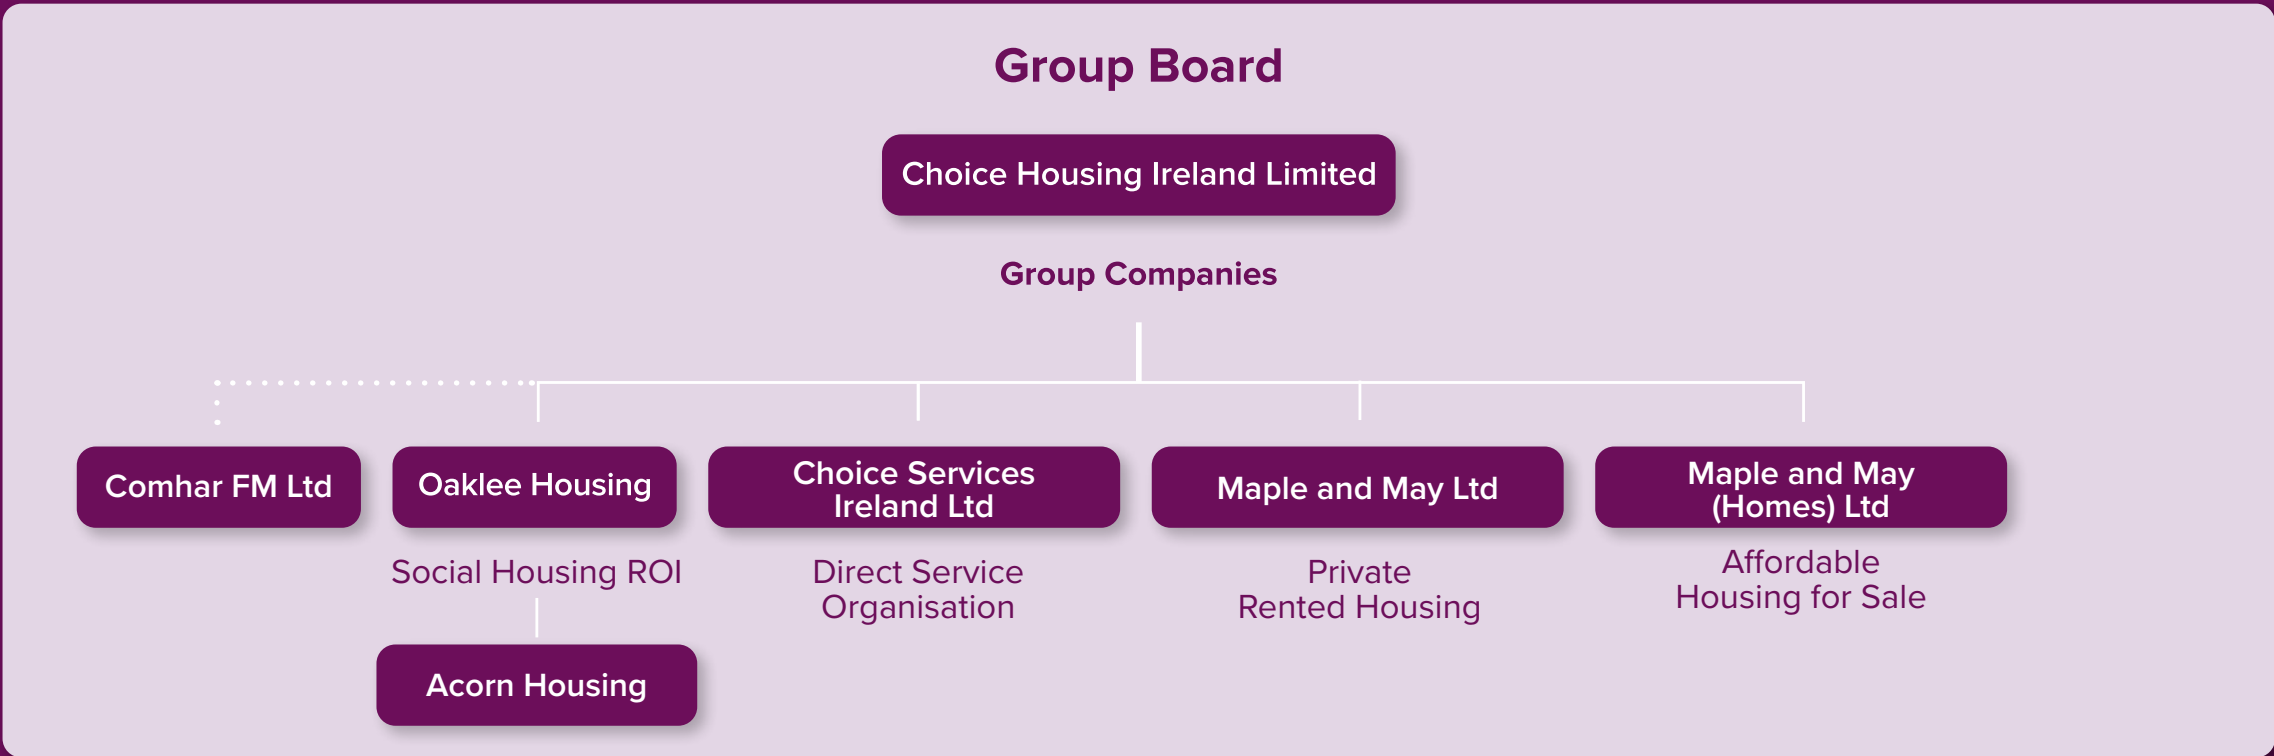 Group Board
Choice Housing Ireland Limited
Group Companies
Comhar FM Ltd
Oaklee Housing
Social Housing ROI
Acorn Housing
Choice Services
Ireland Ltd
Direct Service
Organisation
Maple and May Ltd
Private
Rented Housing
Maple and May
(Homes) Ltd
Affordable
Housing for Sale